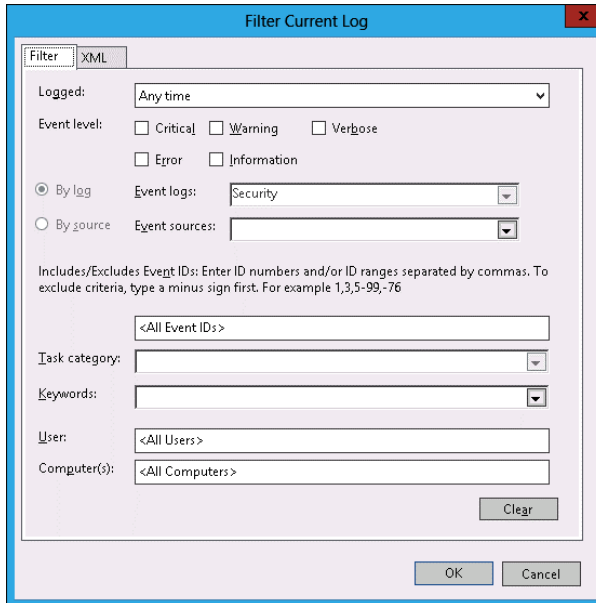 Filter Current Log
x
Filter XML
Logged: Any time
Event level: Critical Warning Verbose
Error Information
By log Event logs: Security
By source Event sources:
Includes/Excludes Event IDs: Enter ID numbers and/or ID ranges separated by commas. To
exclude criteria, type a minus sign first. For example 1,3,5-99,-76
<All Event IDs>
Task category:
Keywords:
User: <All Users>
Computer(s): <All Computers>
Clear
OK Cancel